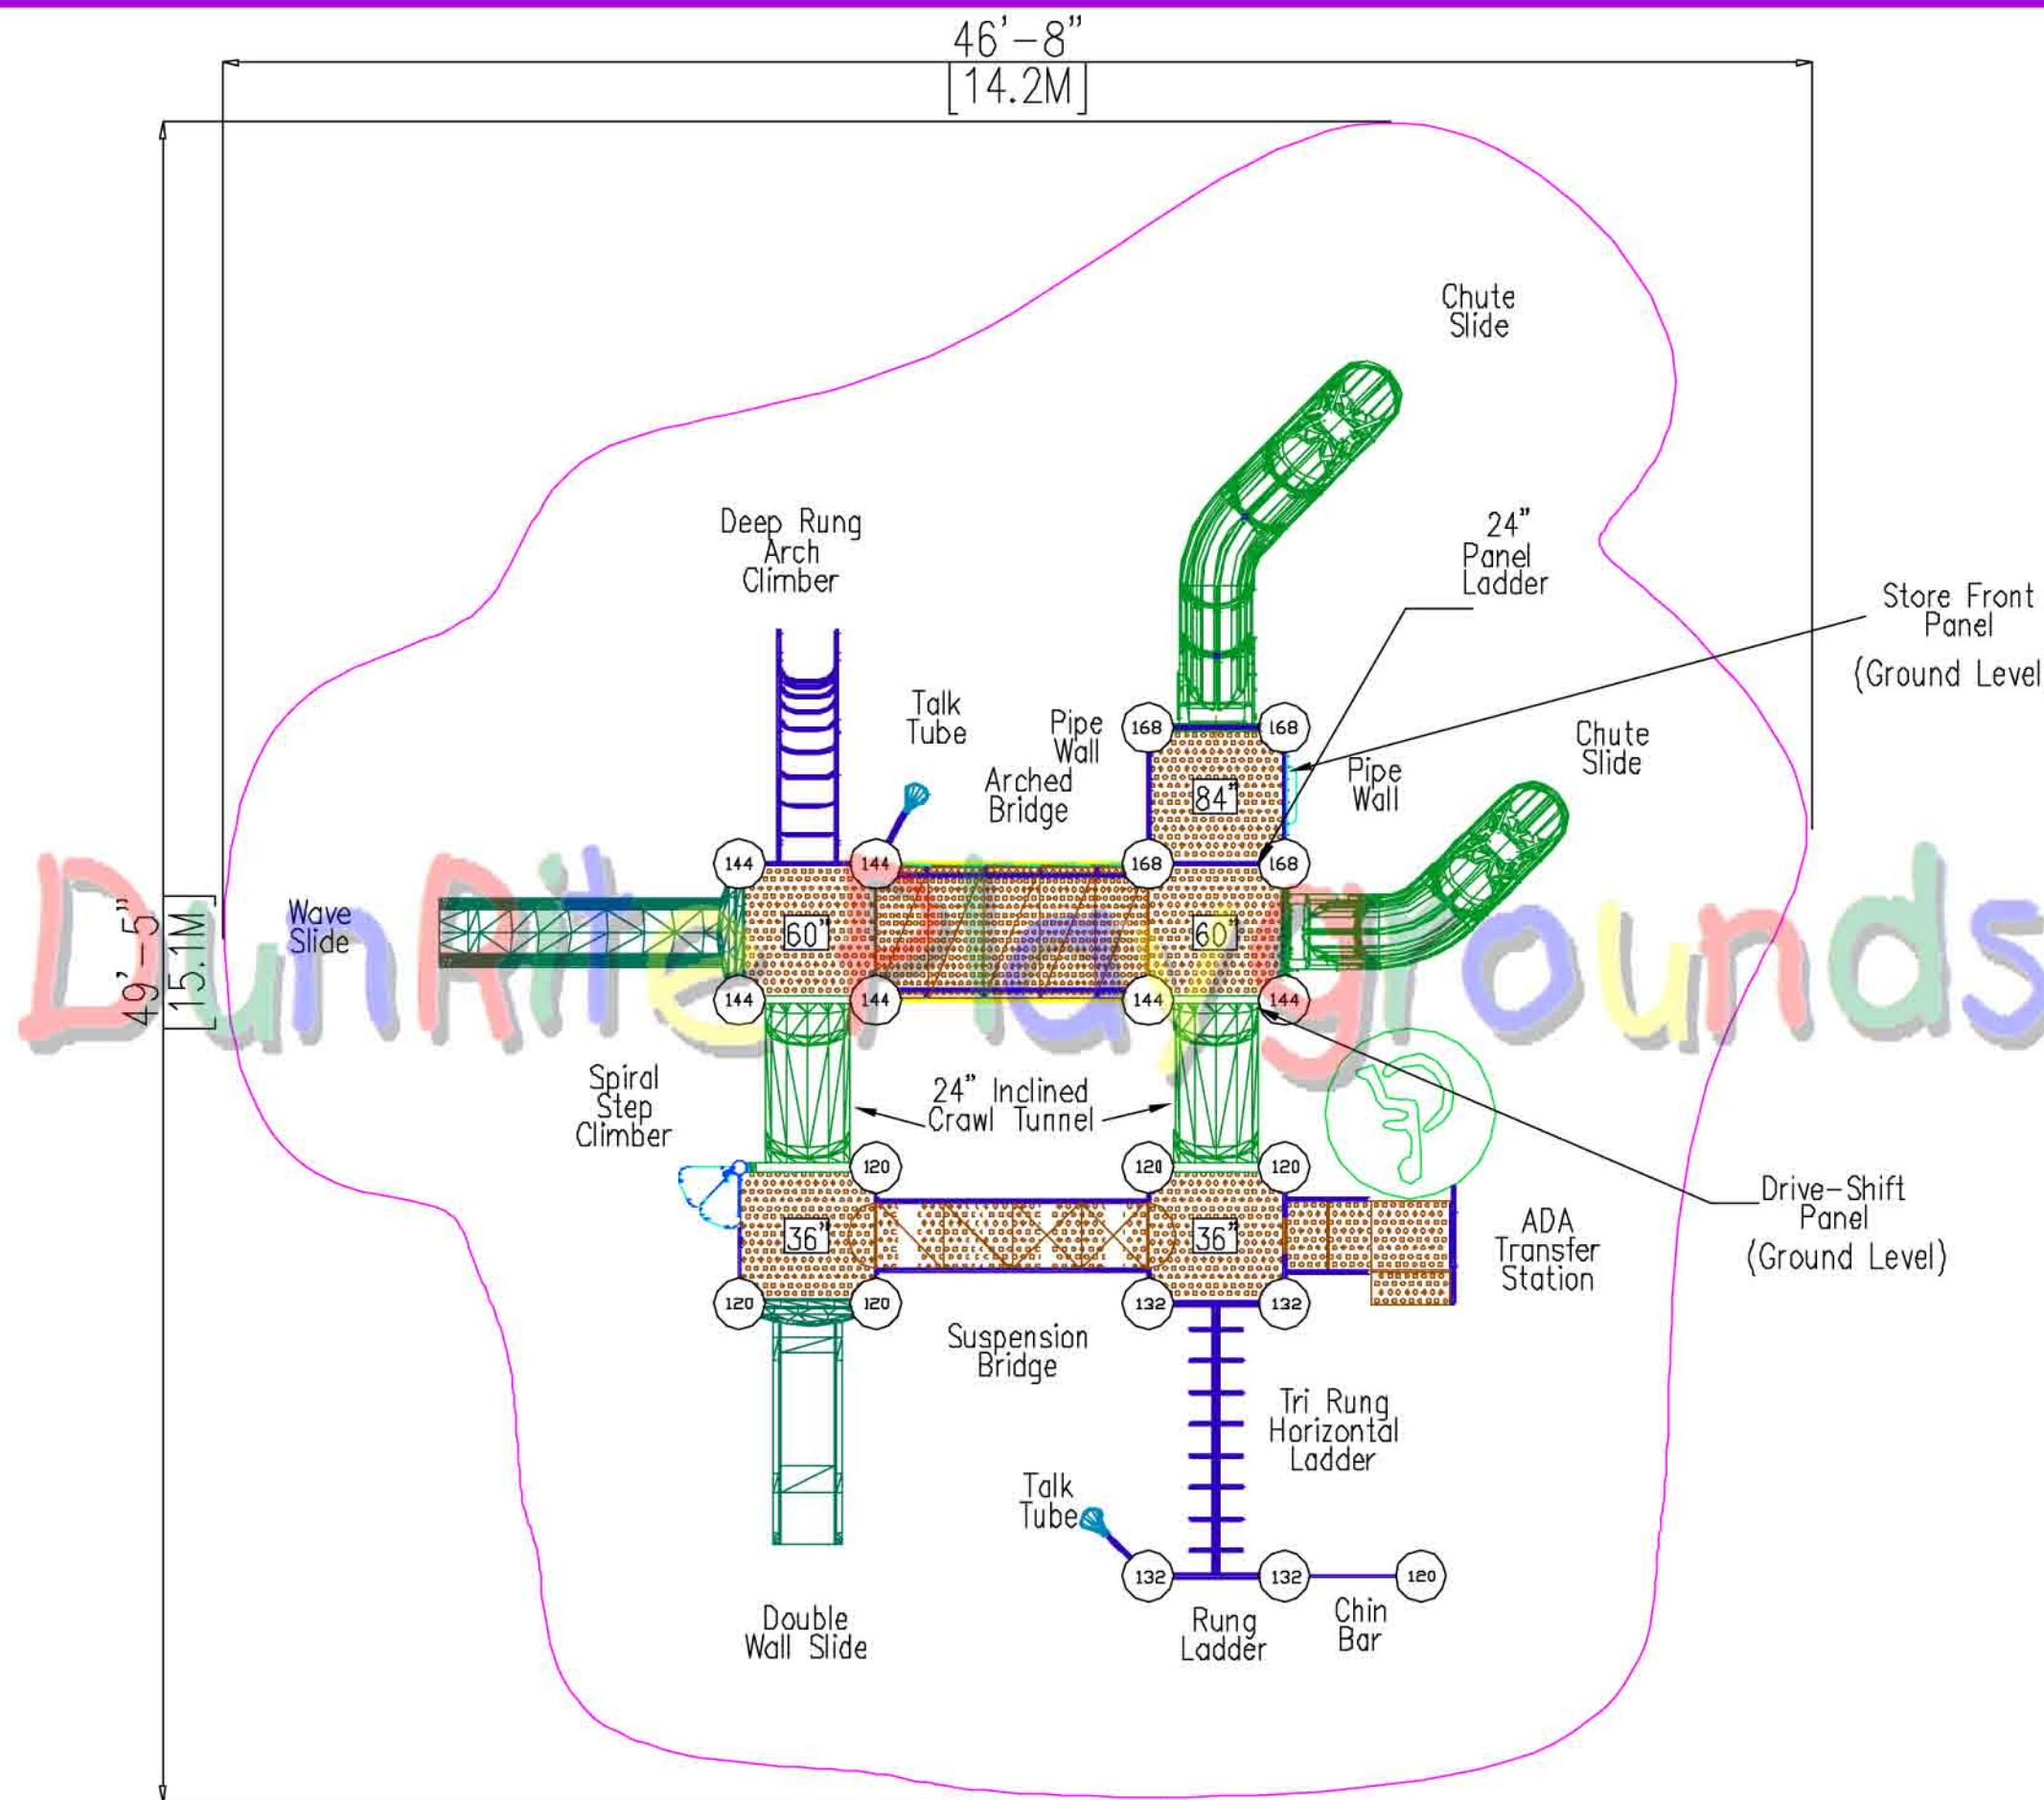 46'-8"
[14.2M]
Chute
Slide
Deep Rung
Arch
Climber
24"
Panel
Ladder
Store Front
Panel
(Ground Level
Talk
Tube
Pipe
Wall
168
168
Chute
Slide
Arched
Bridge
84"
Pipe
Wall
144
144
168
168
49'-5"
[15.1M]
Wave
Slide
60"
60"
DunRite Playgrounds
144
144
144
144
Spiral
Step
Climber
24" Inclined
Crawl Tunnel
120
120
120
Drive-Shift
Panel
(Ground Level)
36"
36"
ADA
Transfer
Station
120
120
132
132
Suspension
Bridge
Tri Rung
Horizontal
Ladder
Talk
Tube
132
132
120
Double
Wall Slide
Rung
Ladder
Chin
Bar